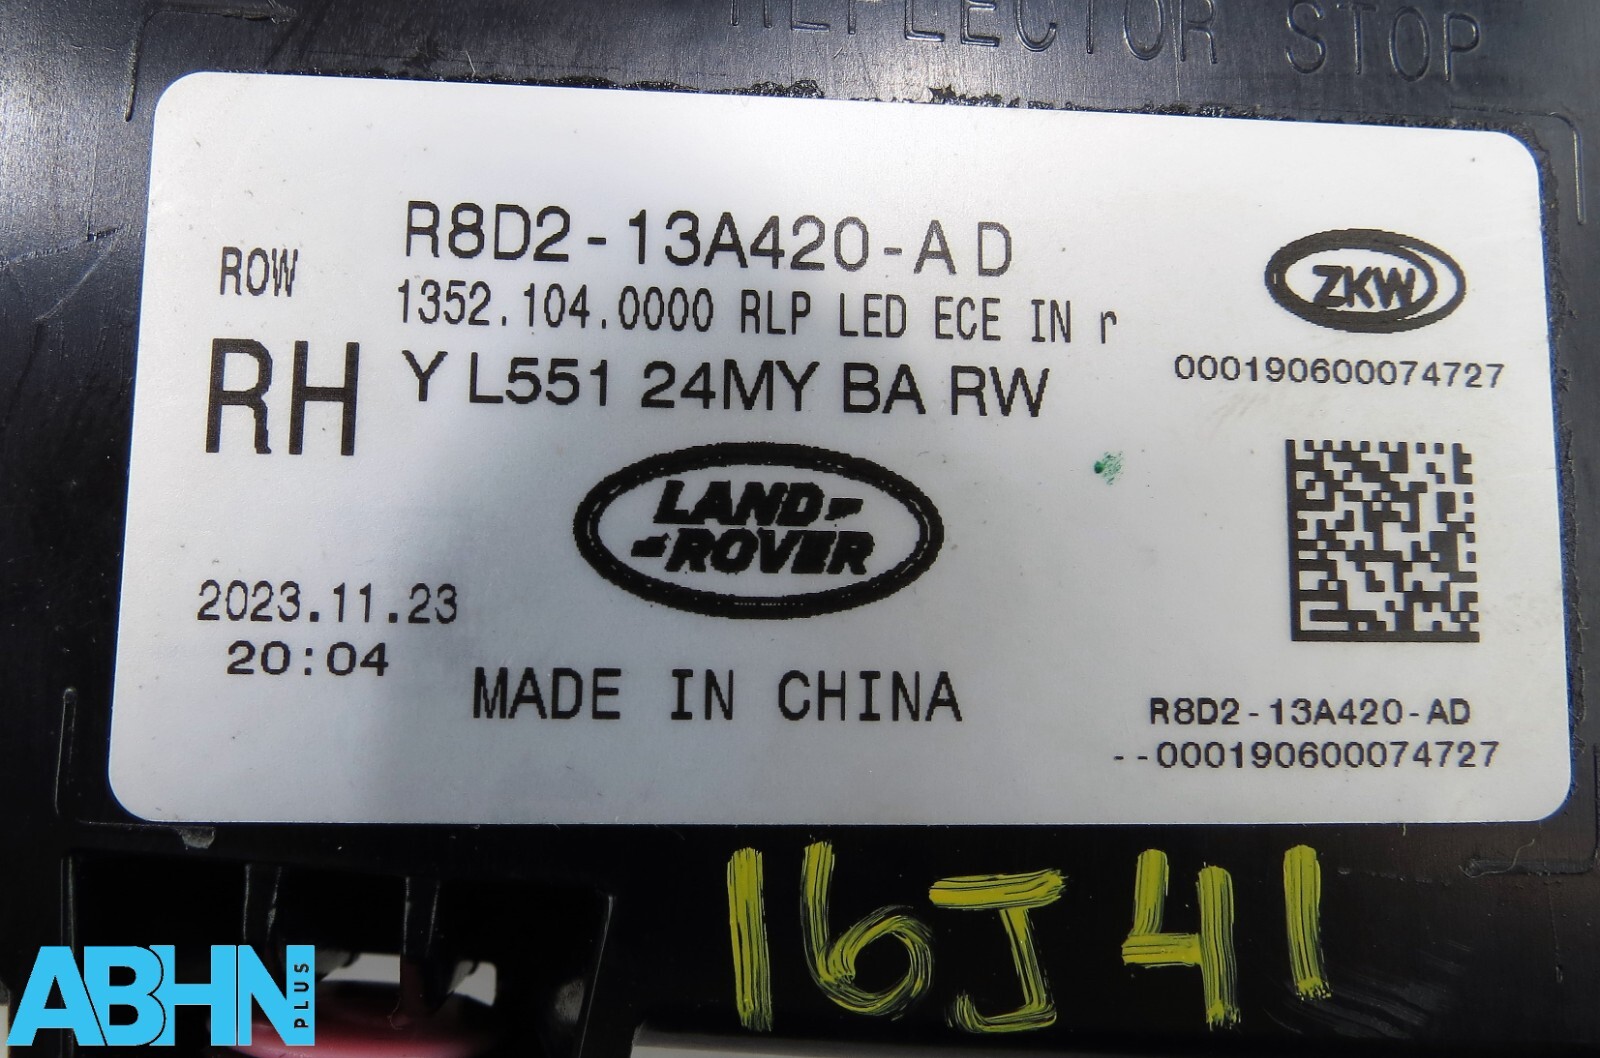 REFLECTOR STOP
R8D2-13A420-AD
ROW
1352.104.0000 RLP LED ECE IN r
RH
Y L551 24MY BA RW
ZKW
000190600074727
LAND-
-ROVER
2023.11.23
20:04
MADE IN CHINA
R8D2-13A420-AD
--000190600074727
16J41
ABHN
PLUS